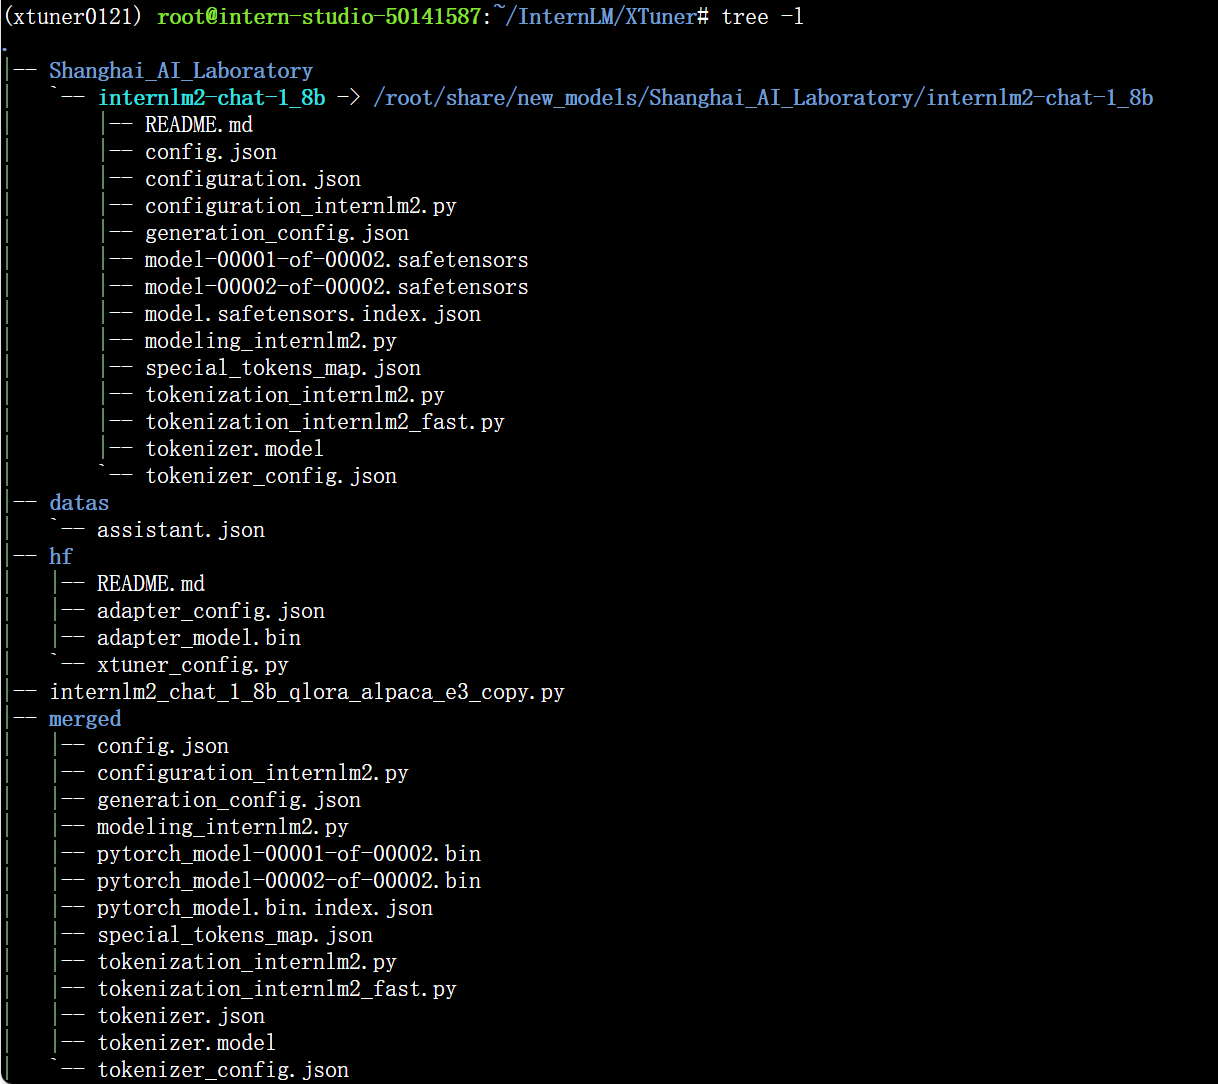 (xtuner0121) root@intern-studio-50141587:~/InternLM/XTuner# tree -l
.
|-- Shanghai_AI_Laboratory
|   `-- internlm2-chat-1_8b -> /root/share/new_models/Shanghai_AI_Laboratory/internlm2-chat-1_8b
|       |-- README.md
|       |-- config.json
|       |-- configuration.json
|       |-- configuration_internlm2.py
|       |-- generation_config.json
|       |-- model-00001-of-00002.safetensors
|       |-- model-00002-of-00002.safetensors
|       |-- model.safetensors.index.json
|       |-- modeling_internlm2.py
|       |-- special_tokens_map.json
|       |-- tokenization_internlm2.py
|       |-- tokenization_internlm2_fast.py
|       |-- tokenizer.model
|       `-- tokenizer_config.json
|-- datas
|   `-- assistant.json
|-- hf
|   |-- README.md
|   |-- adapter_config.json
|   |-- adapter_model.bin
|   `-- xtuner_config.py
|-- internlm2_chat_1_8b_qlora_alpaca_e3_copy.py
|-- merged
|   |-- config.json
|   |-- configuration_internlm2.py
|   |-- generation_config.json
|   |-- modeling_internlm2.py
|   |-- pytorch_model-00001-of-00002.bin
|   |-- pytorch_model-00002-of-00002.bin
|   |-- pytorch_model.bin.index.json
|   |-- special_tokens_map.json
|   |-- tokenization_internlm2.py
|   |-- tokenization_internlm2_fast.py
|   |-- tokenizer.json
|   |-- tokenizer.model
|   `-- tokenizer_config.json